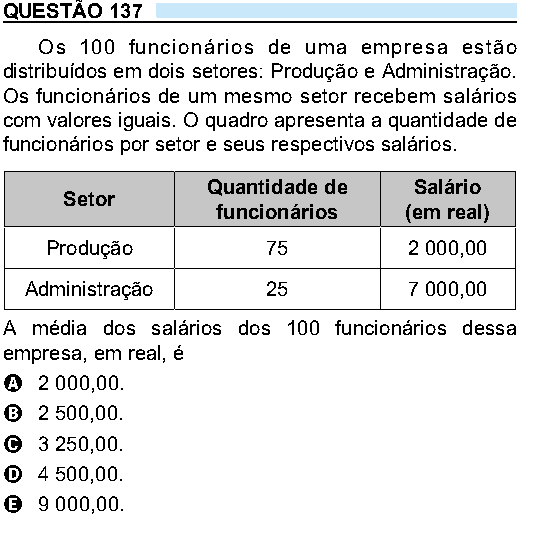 QUESTÃO 137
Os 100 funcionários de uma empresa estão
distribuídos em dois setores: Produção e Administração.
Os funcionários de um mesmo setor recebem salários
com valores iguais. O quadro apresenta a quantidade de
funcionários por setor e seus respectivos salários.
Setor
Quantidade de
funcionários
Salário
(em real)
Produção 75 2 000,00
Administração 25 7 000,00
A média dos salários dos 100 funcionários dessa
empresa, em real, é
A 2 000,00.
B 2 500,00.
C 3 250,00.
D 4 500,00.
E 9 000,00.